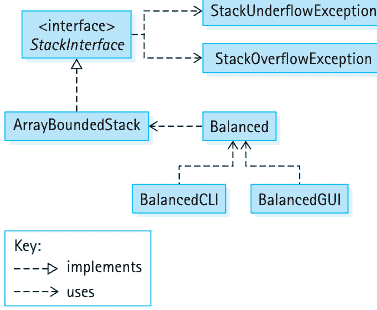 <interface>
StackInterface
StackUnderflowException
StackOverflowException
ArrayBoundedStack
Balanced
BalancedCLI
BalancedGUI
Key:
implements
uses